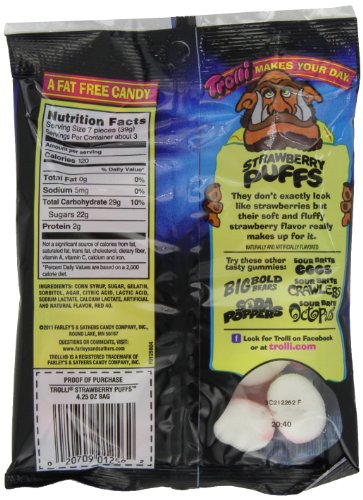 A FAT FREE CANDY
Nutrition Facts
Serving Size 7 pieces (39g)
Servings Per Container about 3
Amount per serving
Calories 120
% Daily Value*
Total Fat 0g 0%
Sodium 5mg 0%
Total Carbohydrate 29g 10%
Sugars 22g
Protein 2g
Not a significant source of calories from fat,
saturated fat, trans fat, cholesterol, dietary fiber,
vitamin A, vitamin C, calcium and iron.
*Percent Daily Values are based on a 2,000
calorie diet.
INGREDIENTS: CORN SYRUP, SUGAR, GELATIN,
SORBITOL, AGAR, CITRIC ACID, LACTIC ACID,
SODIUM LACTATE, CALCIUM LACTATE, ARTIFICIAL
AND NATURAL FLAVOR, RED 40.
©2011 FARLEY'S & SATHERS CANDY COMPANY, INC.,
ROUND LAKE, MN 56167
QUESTIONS OR COMMENTS, VISIT:
www.farleysandsathers.com
TROLLI® IS A REGISTERED TRADEMARK OF
FARLEY'S & SATHERS CANDY COMPANY, INC.
PROOF OF PURCHASE
TROLLI® STRAWBERRY PUFFS™
4.25 OZ BAG
Trolli MAKES YOUR DAY.
STRAWBERRY
PUFFS
They don't exactly look
like strawberries but
their soft and fluffy
strawberry flavor really
makes up for it.
NATURALLY AND ARTIFICIALLY FLAVORED
Try these other
tasty gummies:
SOUR BRITE
EGGS
BIG BOLD
BEARS
SOUR BRITE
CRAWLERS
SODA
POPPERS
SOUR BRITE
OCTOPUS
f Look for Trolli on Facebook
or at trolli.com
20:40